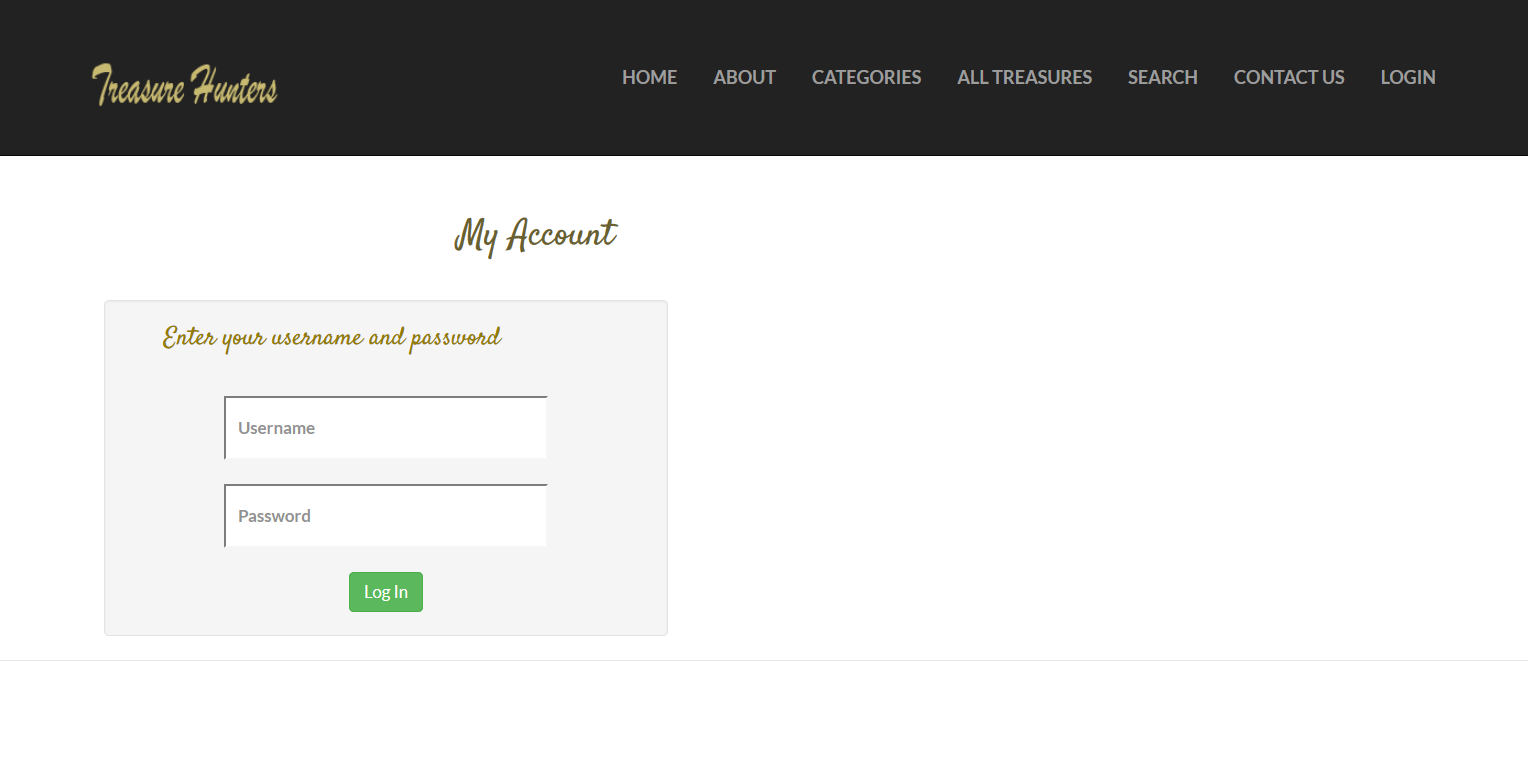 Treasure Hunters
HOME ABOUT CATEGORIES ALL TREASURES SEARCH CONTACT US LOGIN
My Account
Enter your username and password
Username
Password
Log In